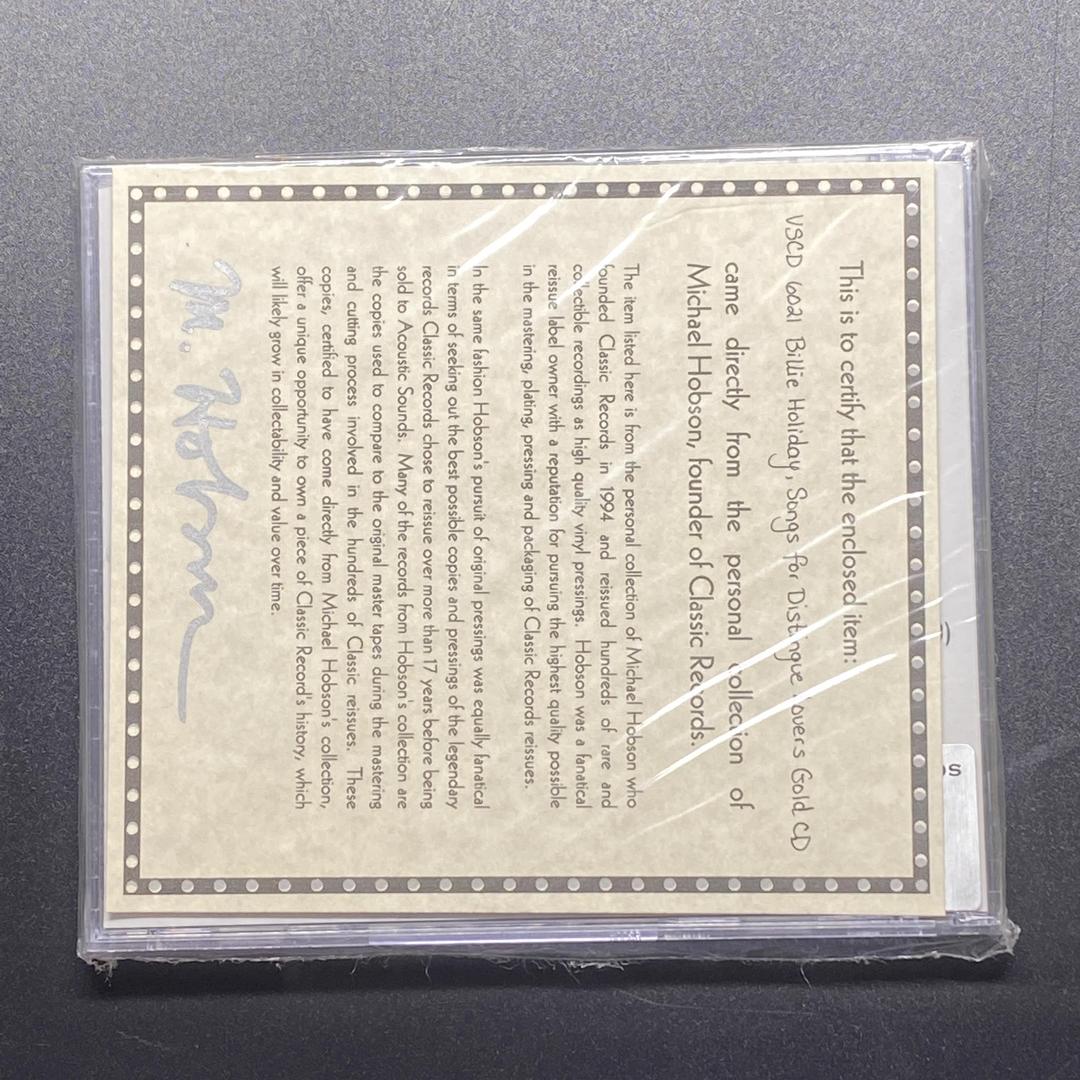 This is to certify that the enclosed item:
VSCD 6021 Billie Holiday, Songs for Distingue Lovers Gold CD
came directly from the personal collection of
Michael Hobson, founder of Classic Records.
The item listed here is from the personal collection of Michael Hobson who
founded Classic Records in 1994 and reissued hundreds of rare and
collectible recordings as high quality vinyl pressings. Hobson was a fanatical
reissue label owner with a reputation for pursuing the highest quality possible
in the mastering, plating, pressing and packaging of Classic Records reissues.
In the same fashion Hobson's pursuit of original pressings was equally fanatical
in terms of seeking out the best possible copies and pressings of the legendary
records Classic Records chose to reissue over more than 17 years before being
sold to Acoustic Sounds. Many of the records from Hobson's collection are
the copies used to compare to the original master tapes during the mastering
and cutting process involved in the hundreds of Classic reissues. These
copies, certified to have come directly from Michael Hobson's collection,
offer a unique opportunity to own a piece of Classic Record's history, which
will likely grow in collectability and value over time.
M. Hobson